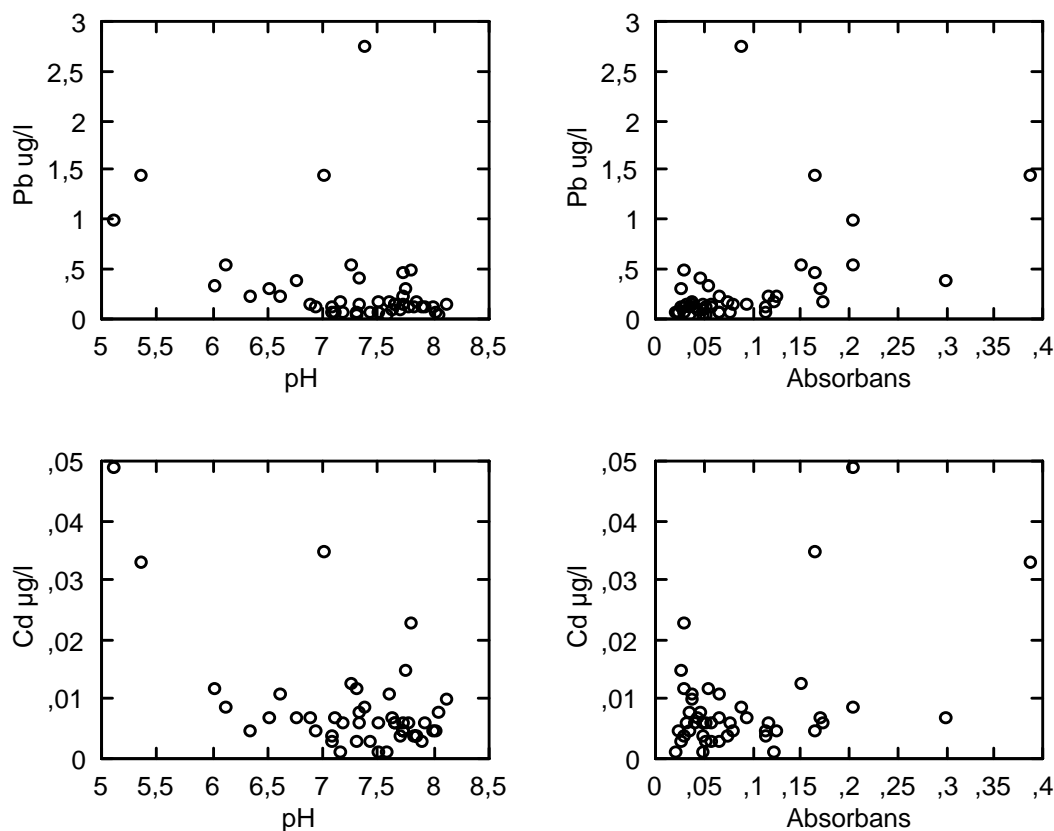 3
2,5
2
1,5
1
,5
0
Pb ug/l
5 5,5 6 6,5 7 7,5 8 8,5
pH
3
2,5
2
1,5
1
,5
0
Pb ug/l
0 ,05 ,1 ,15 ,2 ,25 ,3 ,35 ,4
Absorbans
,05
,04
,03
,02
,01
0
Cd µg/l
5 5,5 6 6,5 7 7,5 8 8,5
pH
,05
,04
,03
,02
,01
0
Cd µg/l
0 ,05 ,1 ,15 ,2 ,25 ,3 ,35 ,4
Absorbans